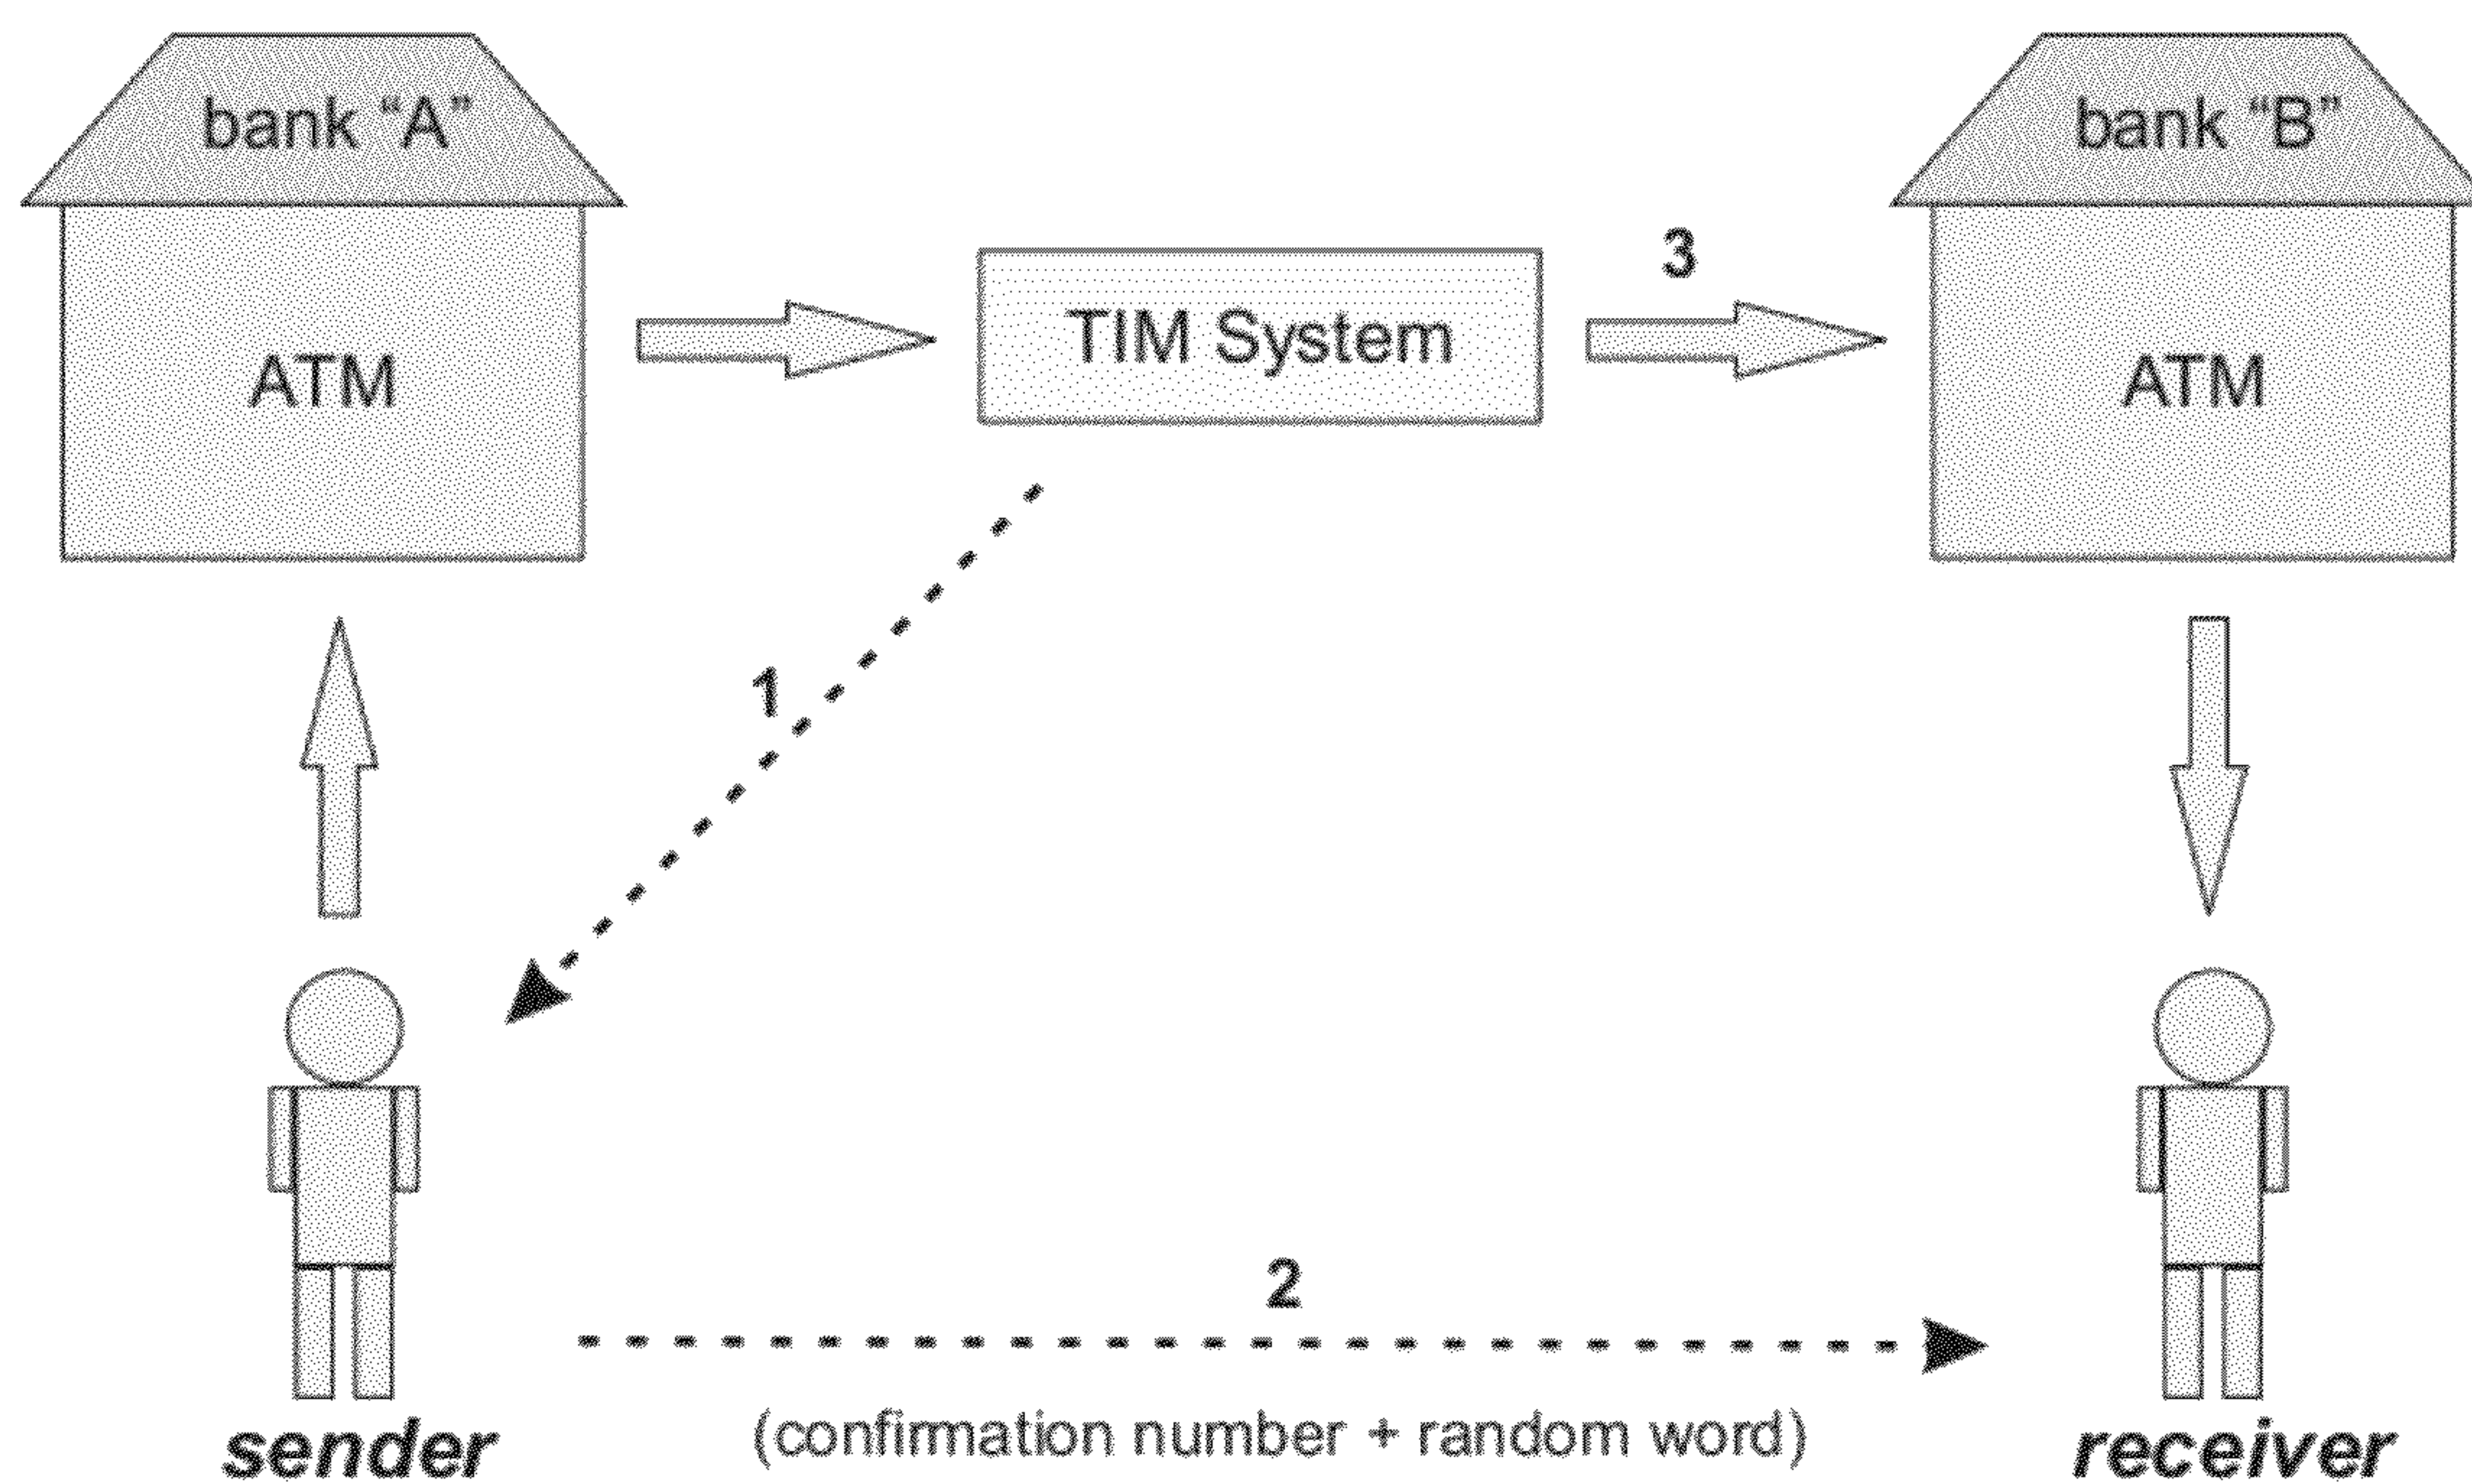 bank “A”
bank “B”
3
ATM
TIM System
ATM
1
2
(confirmation number + random word)
sender
receiver